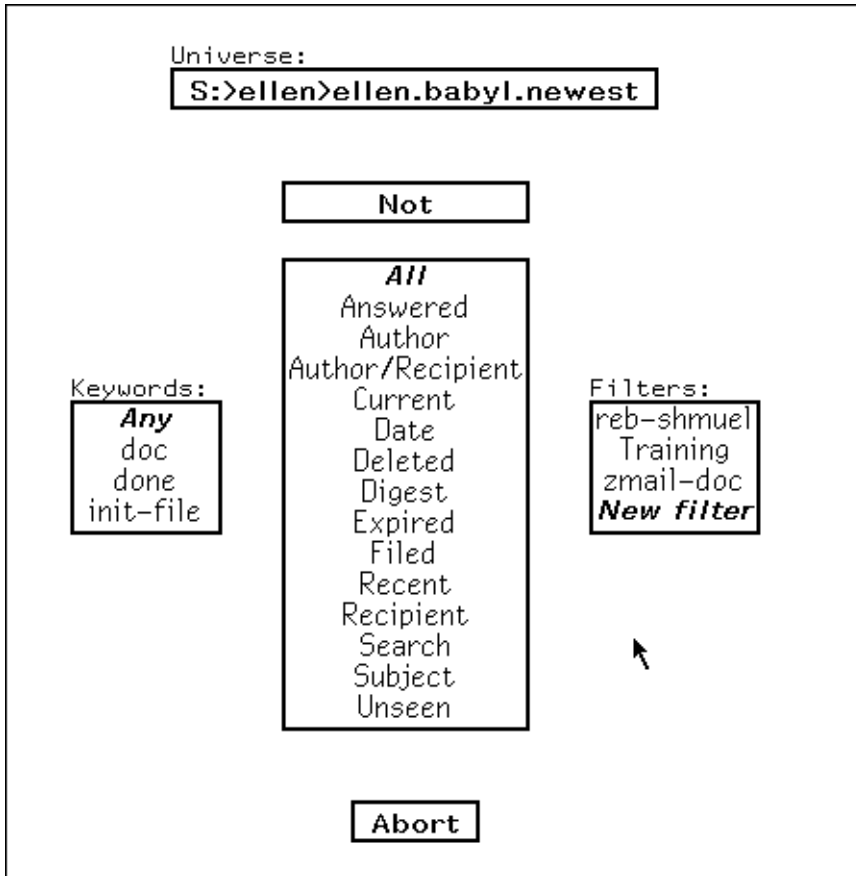 Universe:
S:>ellen>ellen.babyl.newest
Not
All
Answered
Author
Author/Recipient
Current
Date
Deleted
Digest
Expired
Filed
Recent
Recipient
Search
Subject
Unseen
Keywords:
Any
doc
done
init-file
Filters:
reb-shmuel
Training
zmail-doc
New filter
Abort